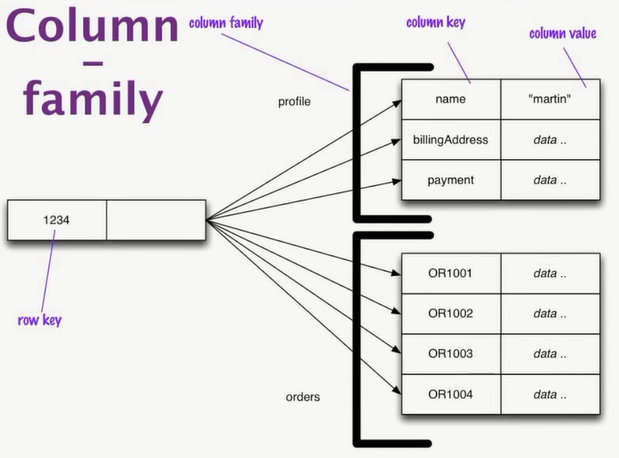 Column
–
family
column family
column key
column value
profile
name "martin"
billingAddress data ..
payment data ..
1234
row key
OR1001 data ..
OR1002 data ..
OR1003 data ..
OR1004 data ..
orders